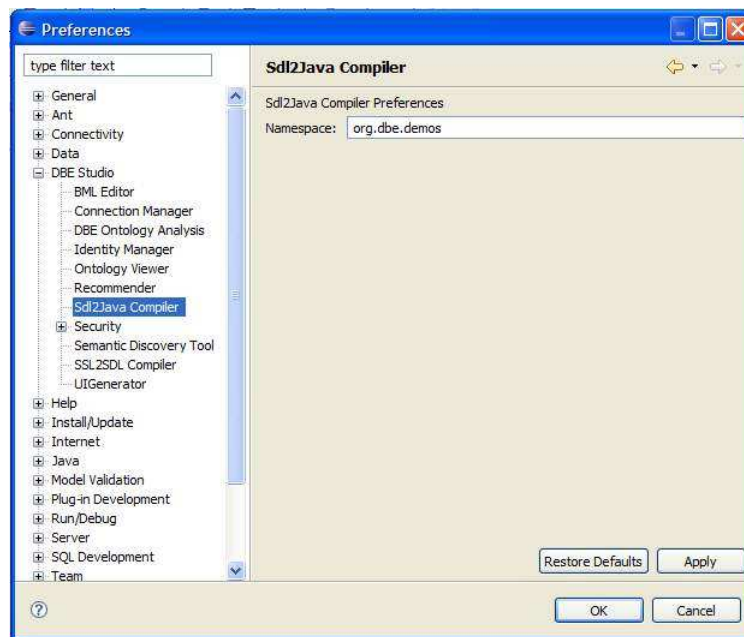 Preferences
type filter text
General
Ant
Connectivity
Data
DBE Studio
BML Editor
Connection Manager
DBE Ontology Analysis
Identity Manager
Ontology Viewer
Recommender
Sdl2Java Compiler
Security
Semantic Discovery Tool
SSL2SDL Compiler
UIGenerator
Help
Install/Update
Internet
Java
Model Validation
Plug-in Development
Run/Debug
Server
SQL Development
Team
Sdl2Java Compiler
Sdl2Java Compiler Preferences
Namespace: org.dbe.demos
Restore Defaults Apply
OK Cancel